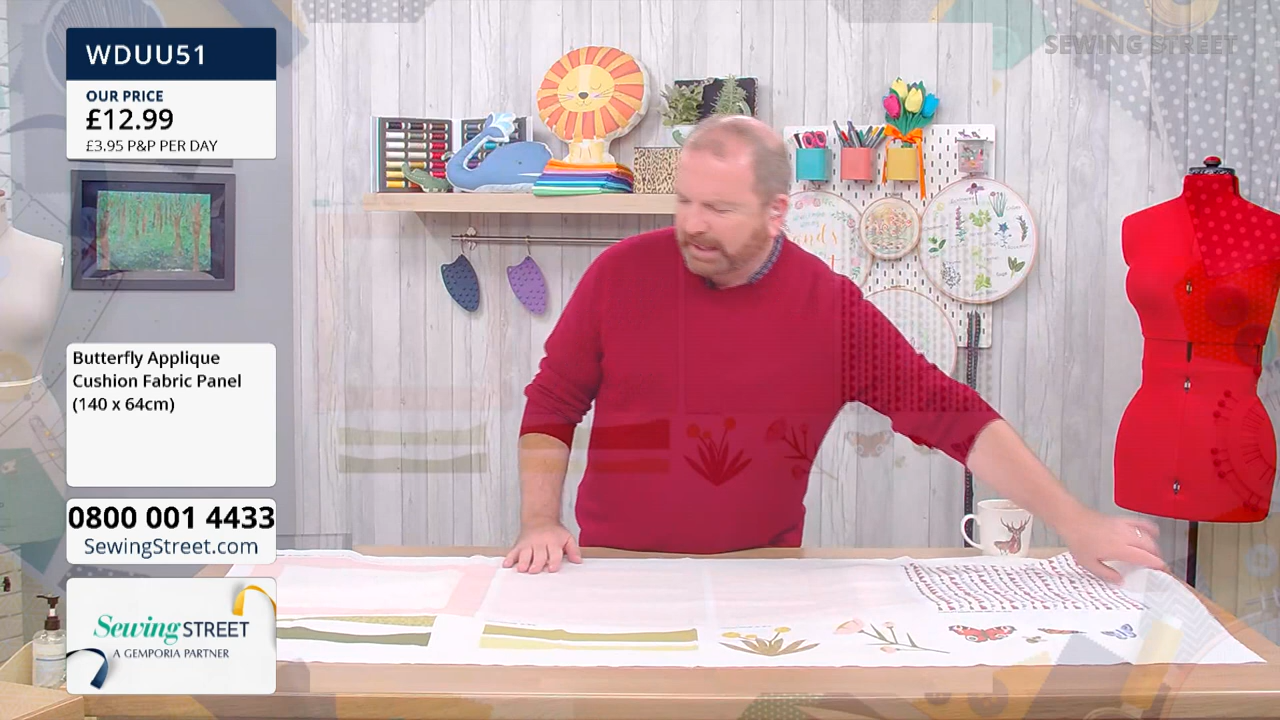 WDUU51
OUR PRICE
£12.99
£3.95 P&P PER DAY
SEWING STREET
Butterfly Applique
Cushion Fabric Panel
(140 x 64cm)
0800 001 4433
SewingStreet.com
Sewing STREET
A GEMPORIA PARTNER